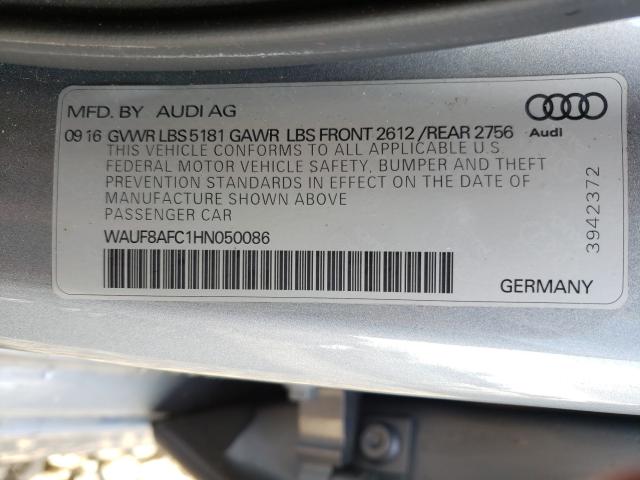 MFD. BY AUDI AG
09 16 GVWR LBS 5181 GAWR LBS FRONT 2612 /REAR 2756
Audi
THIS VEHICLE CONFORMS TO ALL APPLICABLE U.S.
FEDERAL MOTOR VEHICLE SAFETY, BUMPER AND THEFT
PREVENTION STANDARDS IN EFFECT ON THE DATE OF
MANUFACTURE SHOWN ABOVE
PASSENGER CAR
WAUF8AFC1HN050086
GERMANY
3942372